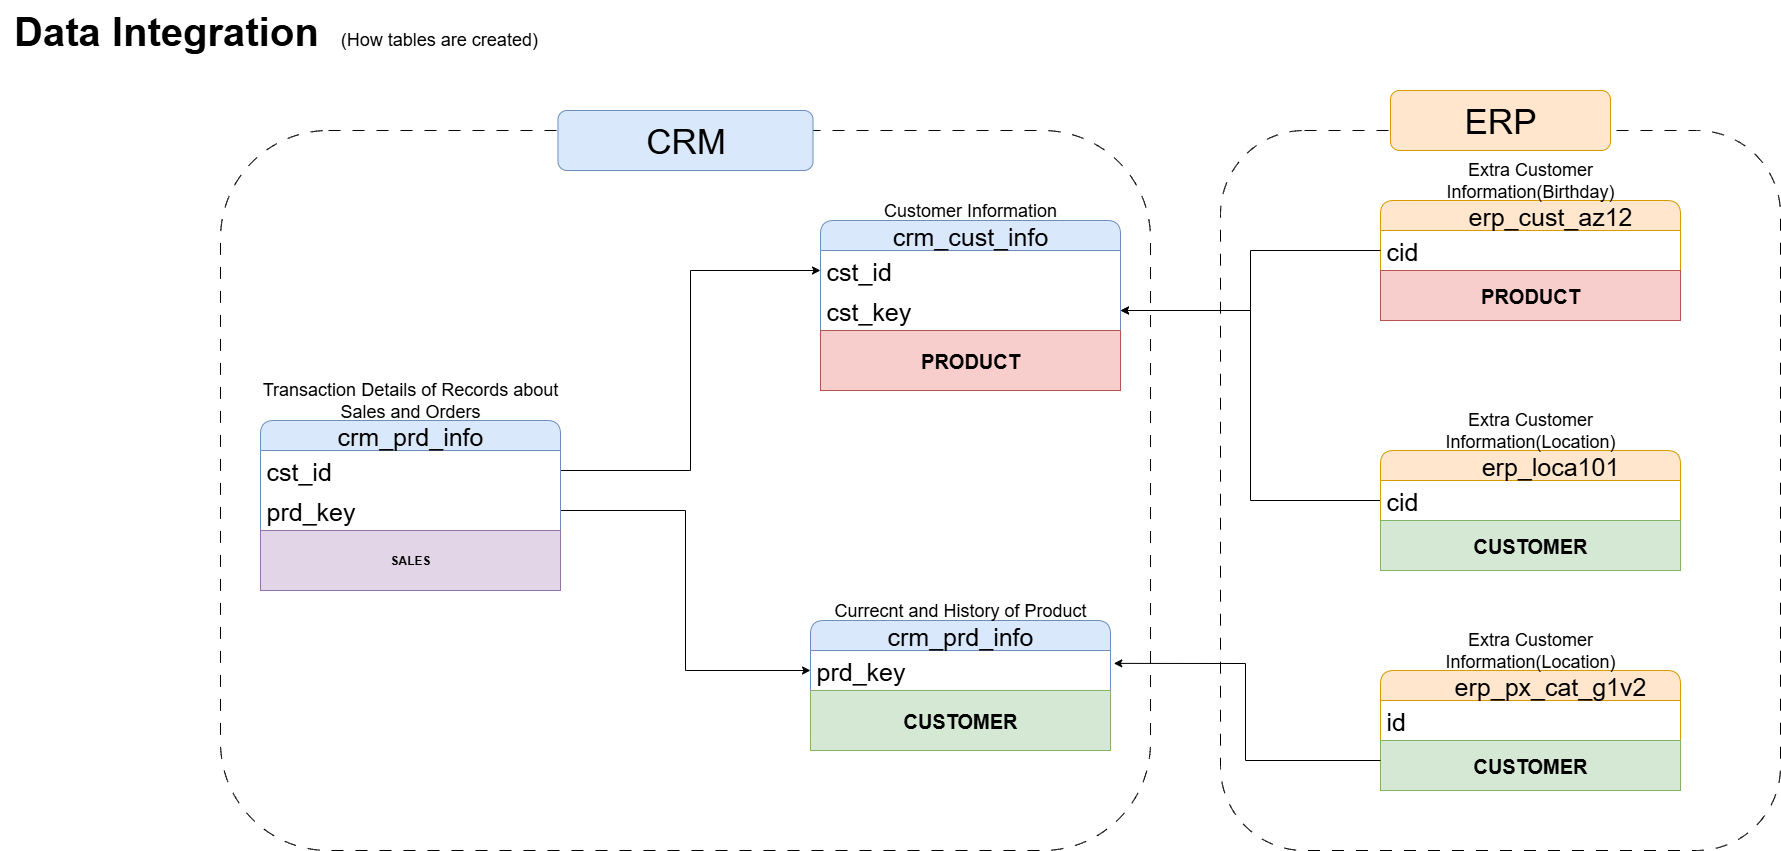 Data Integration (How tables are created)
CRM
Customer Information
crm_cust_info
cst_id
cst_key
PRODUCT
Transaction Details of Records about
Sales and Orders
crm_prd_info
cst_id
prd_key
SALES
Currecnt and History of Product
crm_prd_info
prd_key
CUSTOMER
ERP
Extra Customer
Information(Birthday)
erp_cust_az12
cid
PRODUCT
Extra Customer
Information(Location)
erp_loca101
cid
CUSTOMER
Extra Customer
Information(Location)
erp_px_cat_g1v2
id
CUSTOMER